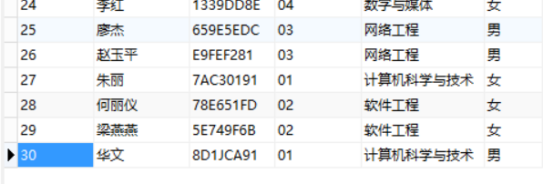 24 李红 1339DD8E 04 数字与媒体 女
25 廖杰 659E5EDC 03 网络工程 男
26 赵玉平 E9FEF281 03 网络工程 男
27 朱丽 7AC30191 01 计算机科学与技术 女
28 何丽仪 78E651FD 02 软件工程 女
29 梁燕燕 5E749F6B 02 软件工程 女
30 华文 8D1JCA91 01 计算机科学与技术 男